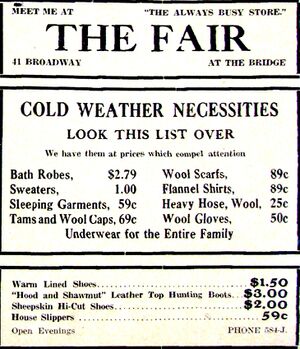 MEET ME AT "THE ALWAYS BUSY STORE."
THE FAIR
41 BROADWAY AT THE BRIDGE
COLD WEATHER NECESSITIES
LOOK THIS LIST OVER
We have them at prices which compel attention
Bath Robes, $2.79 Wool Scarfs, 89c
Sweaters, 1.00 Flannel Shirts, 89c
Sleeping Garments, 59c Heavy Hose, Wool, 25c
Tams and Wool Caps, 69c Wool Gloves, 50c
Underwear for the Entire Family
Warm Lined Shoes $1.50
"Hood and Shawmut" Leather Top Hunting Boots $3.00
Sheepskin Hi-Cut Shoes $2.00
House Slippers 59c
Open Evenings PHONE 584-J.